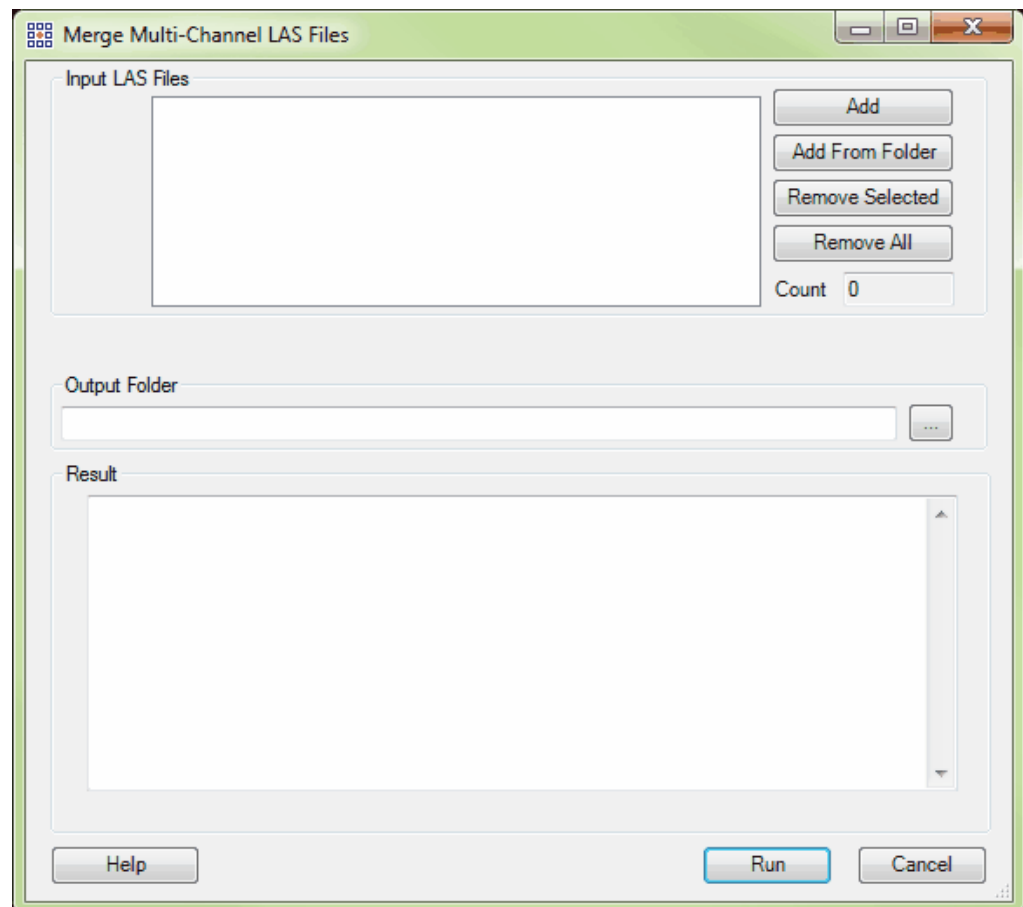 Merge Multi-Channel LAS Files
Input LAS Files
Add
Add From Folder
Remove Selected
Remove All
Count 0
Output Folder
...
Result
Help Run Cancel